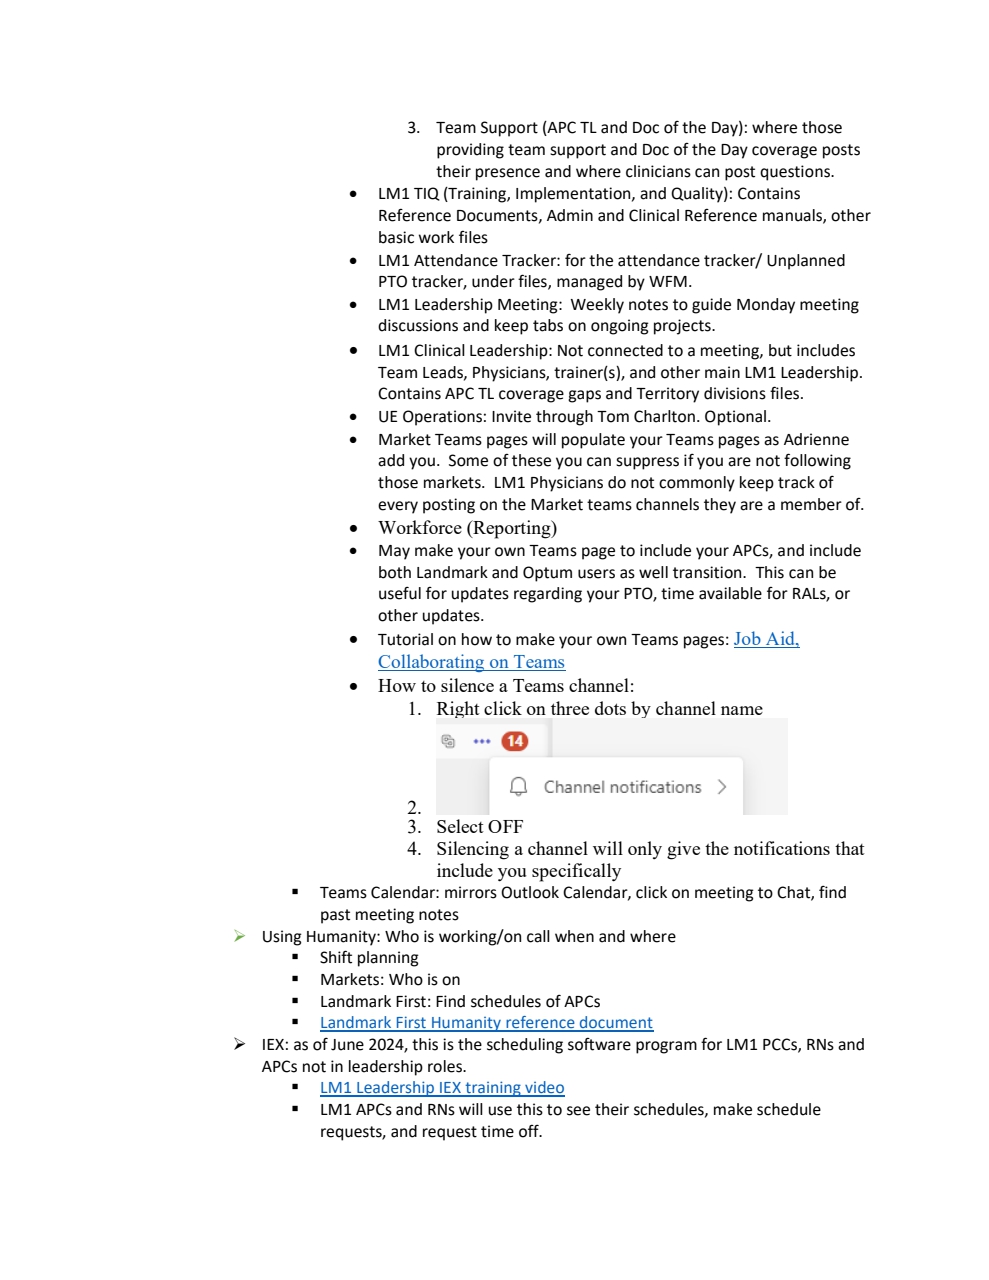 3. Team Support (APC TL and Doc of the Day): where those
providing team support and Doc of the Day coverage posts
their presence and where clinicians can post questions.
• LM1 TIQ (Training, Implementation, and Quality): Contains
Reference Documents, Admin and Clinical Reference manuals, other
basic work files
• LM1 Attendance Tracker: for the attendance tracker/ Unplanned
PTO tracker, under files, managed by WFM.
• LM1 Leadership Meeting:  Weekly notes to guide Monday meeting
discussions and keep tabs on ongoing projects.
• LM1 Clinical Leadership: Not connected to a meeting, but includes
Team Leads, Physicians, trainer(s), and other main LM1 Leadership.
Contains APC TL coverage gaps and Territory divisions files.
• UE Operations: Invite through Tom Charlton. Optional.
• Market Teams pages will populate your Teams pages as Adrienne
add you.  Some of these you can suppress if you are not following
those markets.  LM1 Physicians do not commonly keep track of
every posting on the Market teams channels they are a member of.
• Workforce (Reporting)
• May make your own Teams page to include your APCs, and include
both Landmark and Optum users as well transition.  This can be
useful for updates regarding your PTO, time available for RALs, or
other updates.
• Tutorial on how to make your own Teams pages: Job Aid,
Collaborating on Teams
• How to silence a Teams channel:
1. Right click on three dots by channel name
14
Channel notifications
2.
3. Select OFF
4. Silencing a channel will only give the notifications that
include you specifically
▪ Teams Calendar: mirrors Outlook Calendar, click on meeting to Chat, find
past meeting notes
➢ Using Humanity: Who is working/on call when and where
▪ Shift planning
▪ Markets: Who is on
▪ Landmark First: Find schedules of APCs
▪ Landmark First Humanity reference document
➢ IEX: as of June 2024, this is the scheduling software program for LM1 PCCs, RNs and
APCs not in leadership roles.
▪ LM1 Leadership IEX training video
▪ LM1 APCs and RNs will use this to see their schedules, make schedule
requests, and request time off.